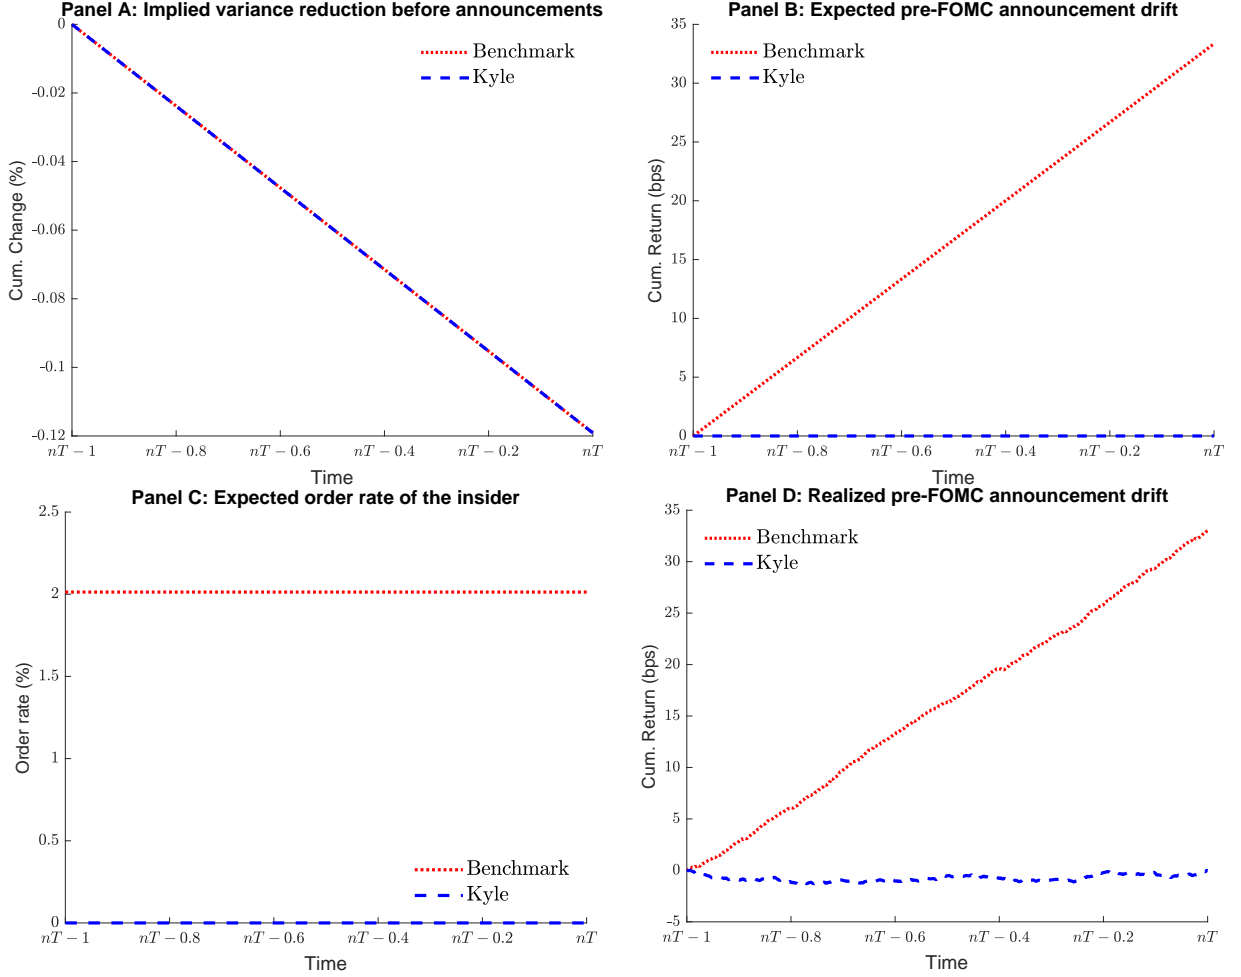 Panel A: Implied variance reduction before announcements
0
-0.02
-0.04
-0.06
-0.08
-0.1
-0.12
Cum. Change (%)
Benchmark
Kyle
nT − 1
nT − 0.8
nT − 0.6
nT − 0.4
nT − 0.2
nT
Time
Panel B: Expected pre-FOMC announcement drift
35
30
25
20
15
10
5
0
Cum. Return (bps)
Benchmark
Kyle
nT − 1
nT − 0.8
nT − 0.6
nT − 0.4
nT − 0.2
nT
Time
Panel C: Expected order rate of the insider
2.5
2
1.5
1
0.5
0
Order rate (%)
Benchmark
Kyle
nT − 1
nT − 0.8
nT − 0.6
nT − 0.4
nT − 0.2
nT
Time
Panel D: Realized pre-FOMC announcement drift
35
30
25
20
15
10
5
0
-5
Cum. Return (bps)
Benchmark
Kyle
nT − 1
nT − 0.8
nT − 0.6
nT − 0.4
nT − 0.2
nT
Time